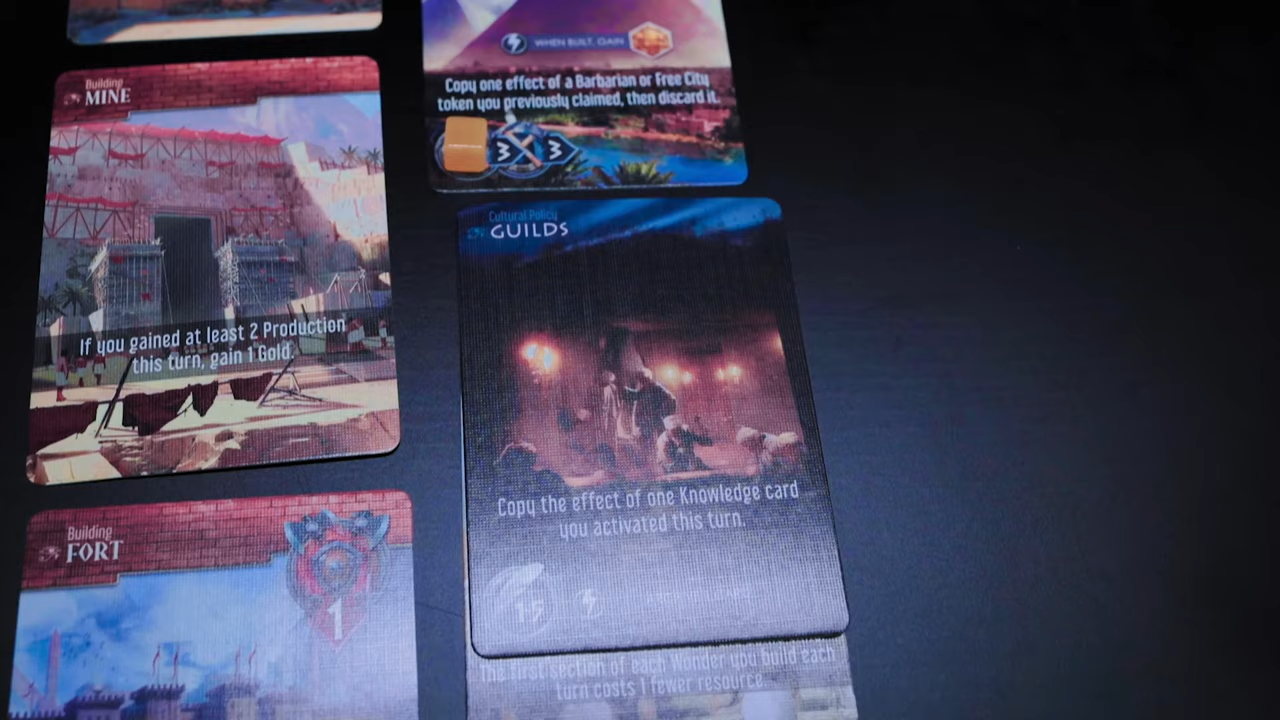 Building
MINE
If you gained at least 2 Production
this turn, gain 1 Gold.
Building
FORT
1
WHEN BUILT, GAIN
Copy one effect of a Barbarian or Free City
token you previously claimed, then discard it.
Cultural Policy
GUILDS
Copy the effect of one Knowledge card
you activated this turn.
15
The first section of each Wonder you build each
turn costs 1 fewer resource.